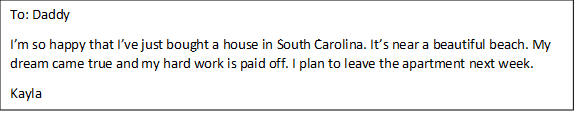 To: Daddy
I’m so happy that I’ve just bought a house in South Carolina. It’s near a beautiful beach. My
dream came true and my hard work is paid off. I plan to leave the apartment next week.
Kayla